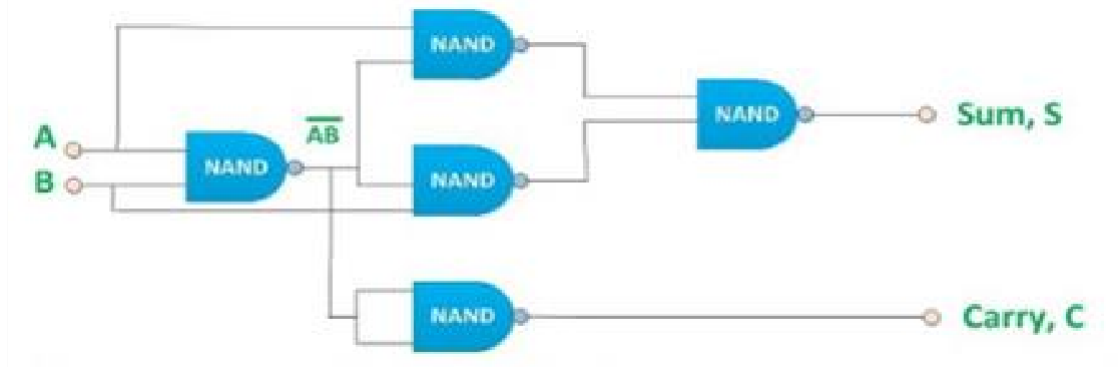 NAND
NAND
Sum, S
A
AB
NAND
B
NAND
NAND
Carry, C